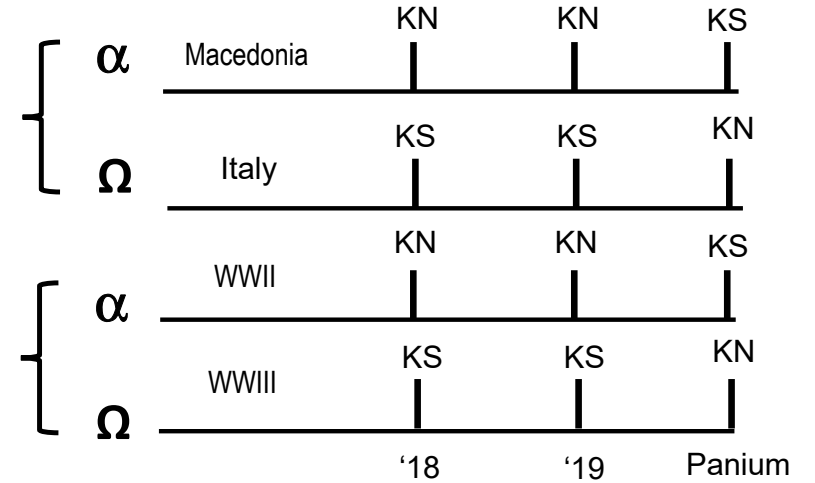 KN KN KS
α Macedonia
KS KS KN
Ω Italy
KN KN KS
α WWII
KS KS KN
Ω WWIII
‘18 ‘19 Panium